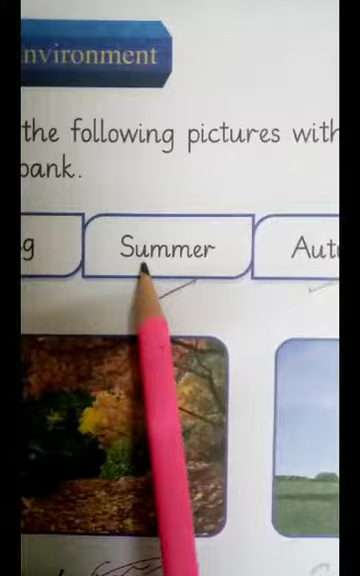 nvironment
the following pictures with
bank.
g Summer Aut